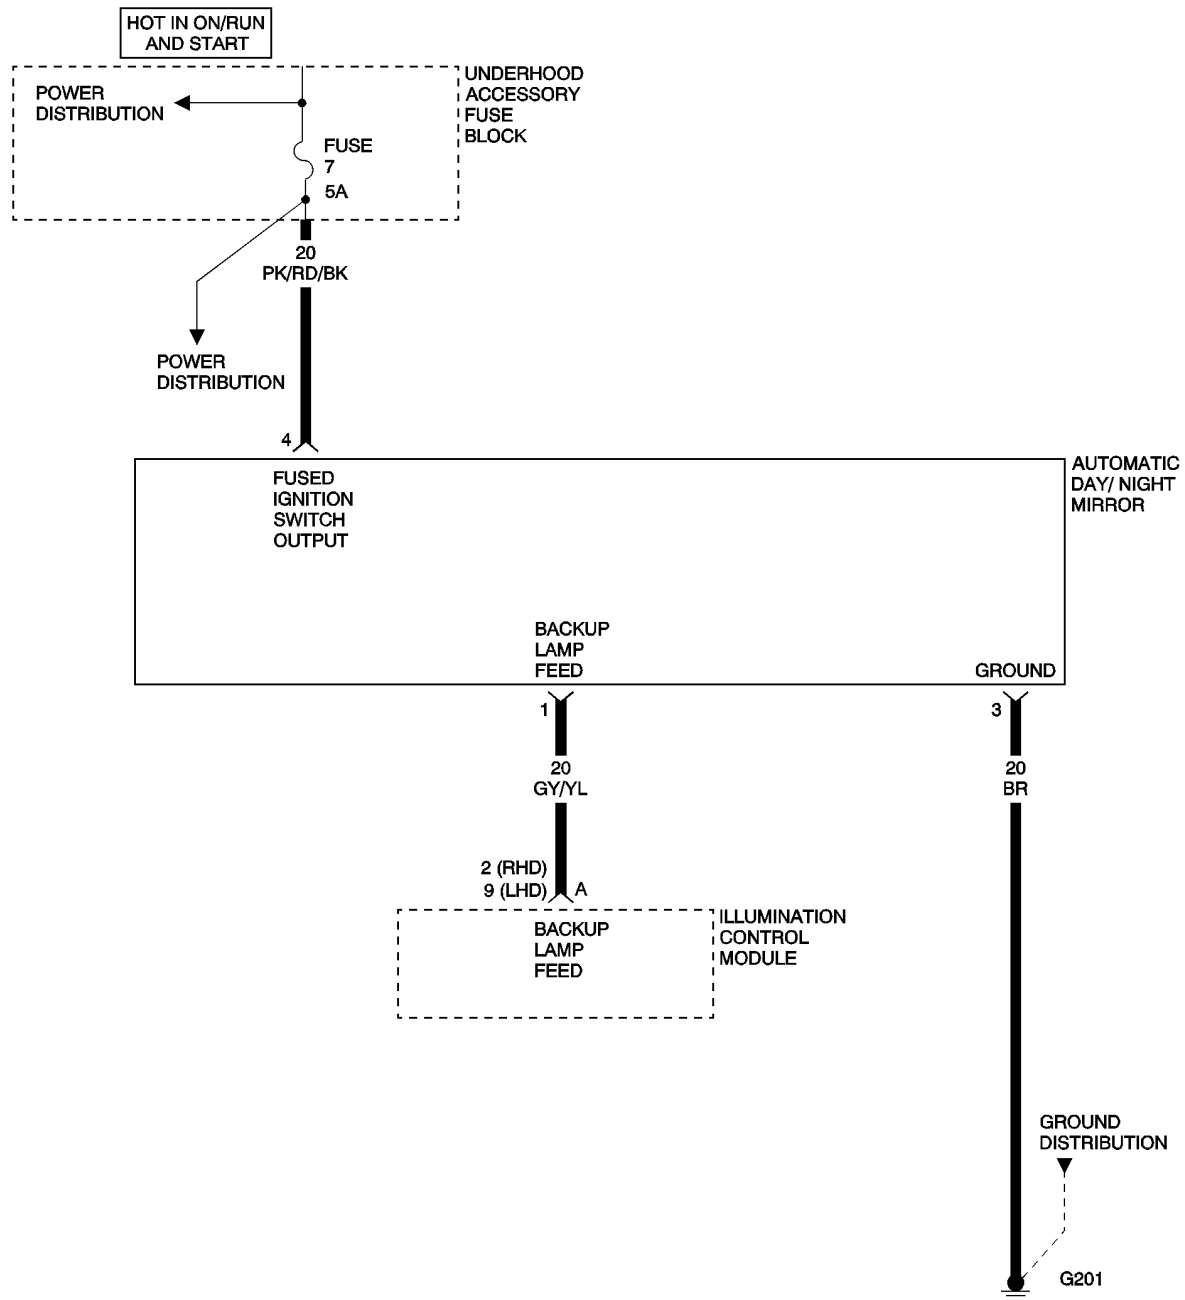 HOT IN ON/RUN
AND START
UNDERHOOD
ACCESSORY
FUSE
BLOCK
POWER
DISTRIBUTION
FUSE
7
5A
20
PK/RD/BK
POWER
DISTRIBUTION
4
AUTOMATIC
DAY/ NIGHT
MIRROR
FUSED
IGNITION
SWITCH
OUTPUT
BACKUP
LAMP
FEED
GROUND
1
3
20
GY/YL
20
BR
2 (RHD)
9 (LHD)
A
ILLUMINATION
CONTROL
MODULE
BACKUP
LAMP
FEED
GROUND
DISTRIBUTION
G201